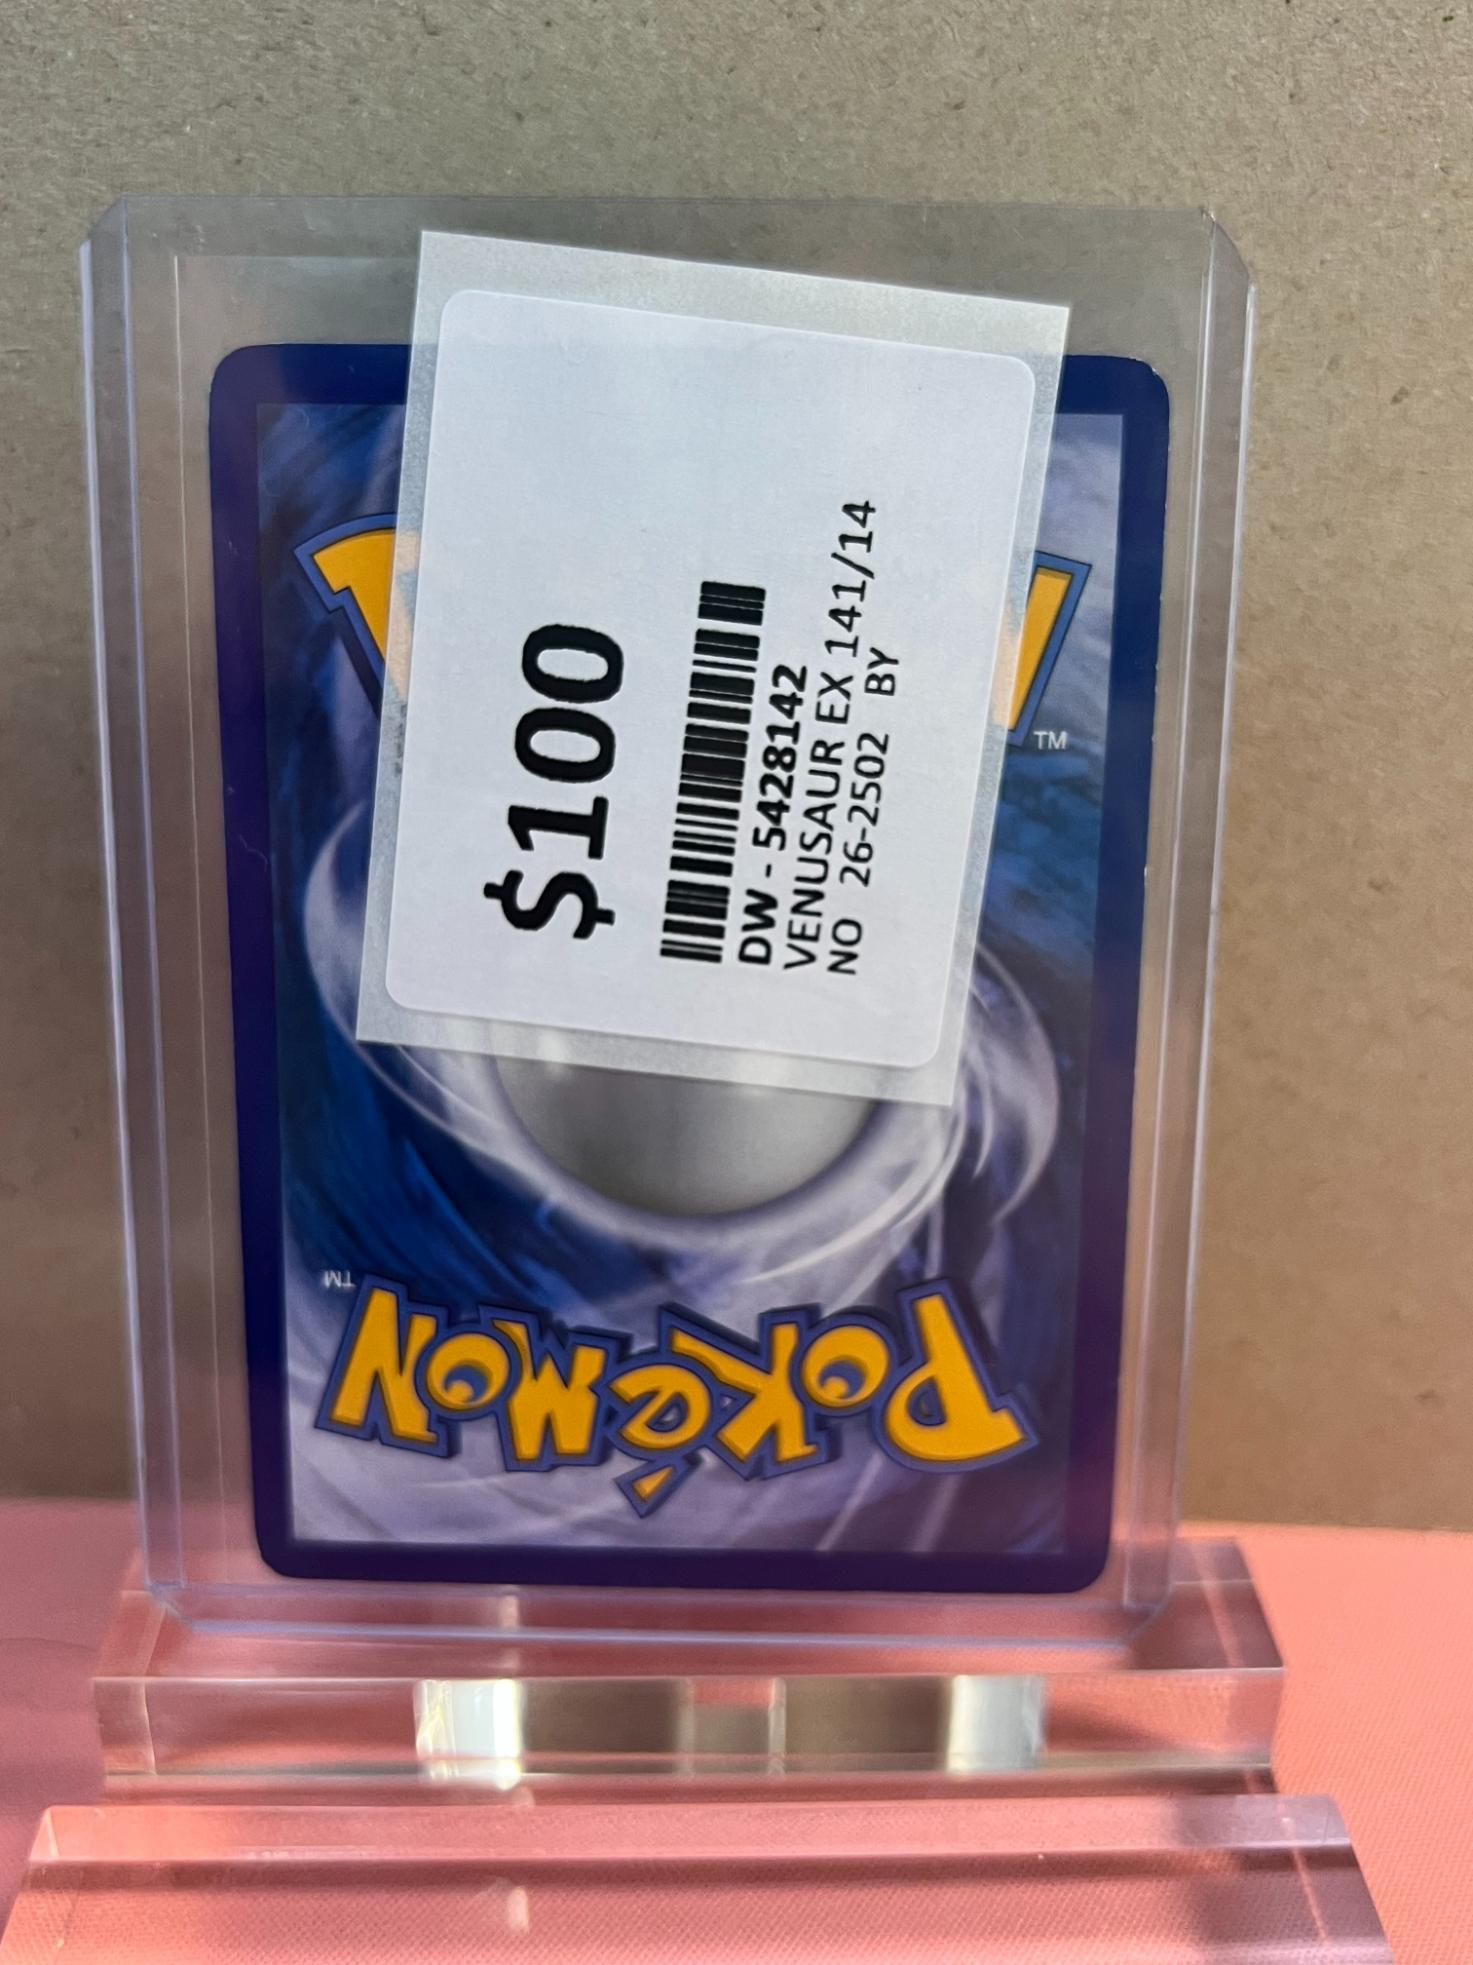 $100
DW - 5428142
VENUSAUR EX 141/14
NO 26-2502 BY
TM
POKéMON
TM